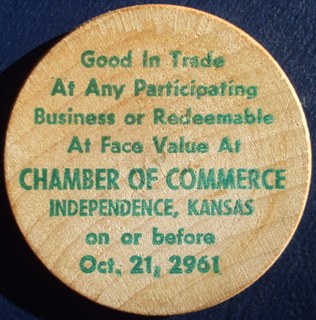 Good In Trade
At Any Participating
Business or Redeemable
At Face Value At
CHAMBER OF COMMERCE
INDEPENDENCE, KANSAS
on or before
Oct. 21, 2961